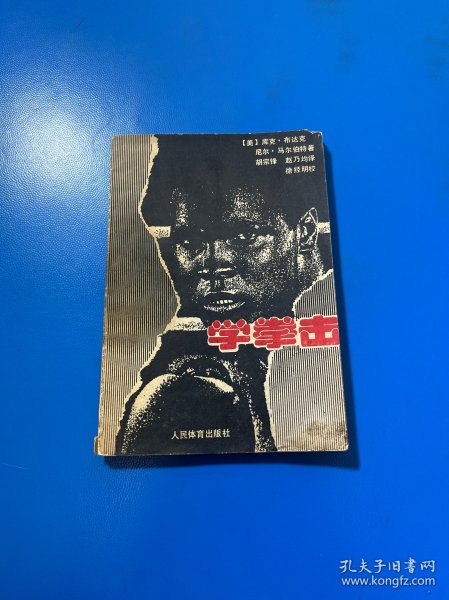 [美] 库克·布达克
尼尔·马尔伯特著
胡宗锋 赵乃均译
徐经明校
学拳击
人民体育出版社
孔夫子旧书网
www.kongfz.com